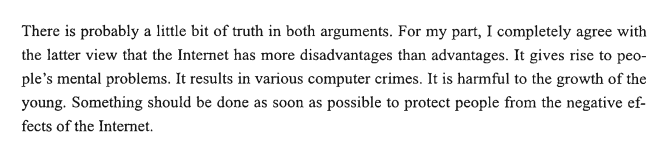 There is probably a little bit of truth in both arguments. For my part, I completely agree with
the latter view that the Internet has more disadvantages than advantages. It gives rise to peo-
ple's mental problems. It results in various computer crimes. It is harmful to the growth of the
young. Something should be done as soon as possible to protect people from the negative ef-
fects of the Internet.